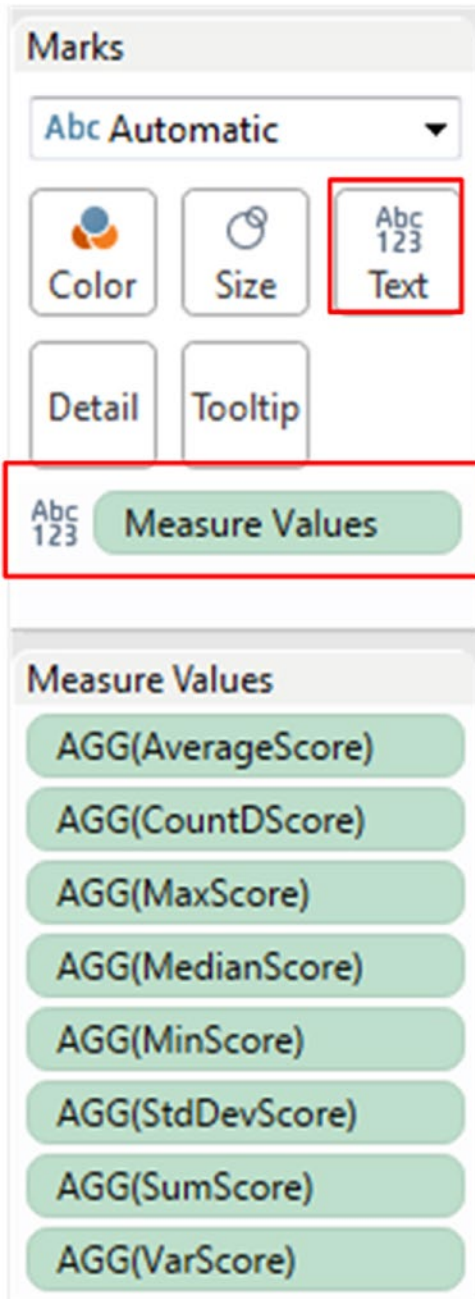 Marks
Abc Automatic
Abc
123
Color Size Text
Detail Tooltip
Abc
123
Measure Values
Measure Values
AGG(AverageScore)
AGG(CountDScore)
AGG(MaxScore)
AGG(MedianScore)
AGG(MinScore)
AGG(StdDevScore)
AGG(SumScore)
AGG(VarScore)